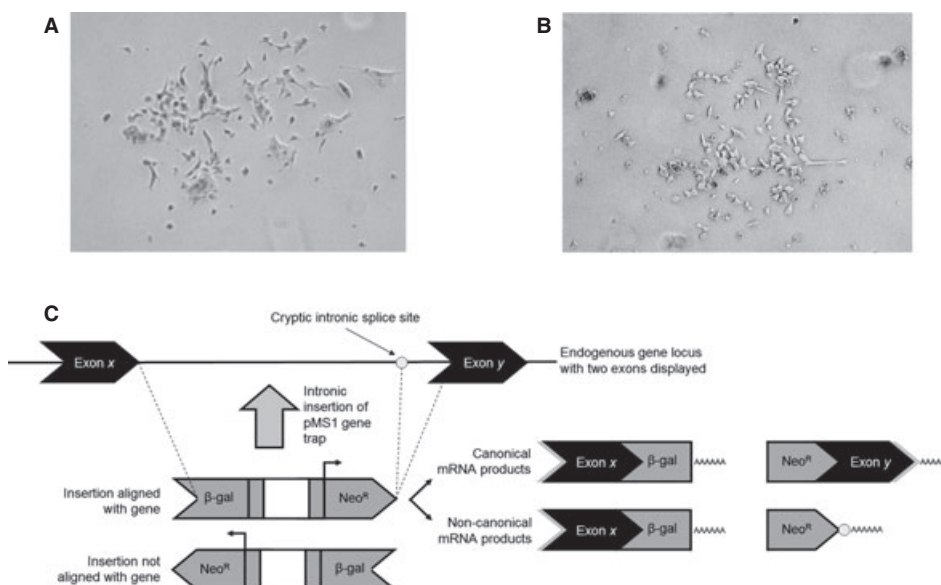 A
B
C
Cryptic intronic splice site
Exon x
Exon y
Endogenous gene locus
with two exons displayed
Intronic
insertion of
pMS1 gene
trap
Canonical
mRNA products
Exon x
β-gal
NeoR
Exon y
Insertion aligned
with gene
β-gal
NeoR
Non-canonical
mRNA products
Exon x
β-gal
NeoR
Insertion not
aligned with gene
NeoR
β-gal